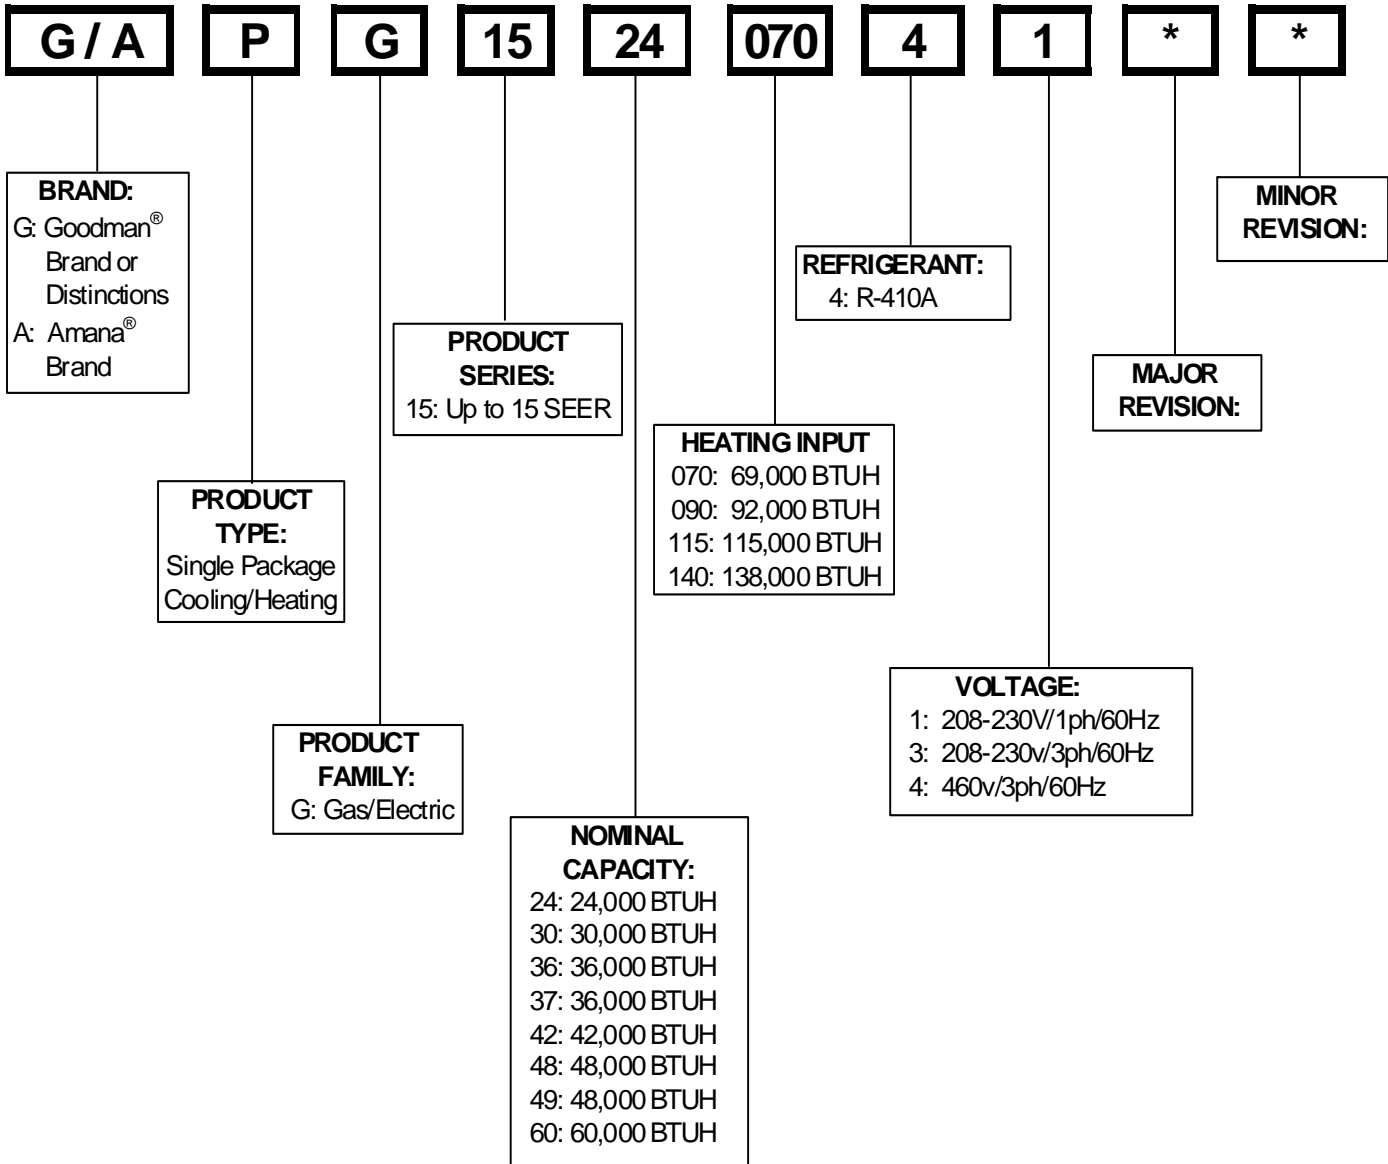 G / A P G 15 24 070 4 1 * *
BRAND:
G: Goodman®
Brand or
Distinctions
A: Amana®
Brand
MINOR
REVISION:
REFRIGERANT:
4: R-410A
PRODUCT
SERIES:
15: Up to 15 SEER
MAJOR
REVISION:
HEATING INPUT
070: 69,000 BTUH
090: 92,000 BTUH
115: 115,000 BTUH
140: 138,000 BTUH
PRODUCT
TYPE:
Single Package
Cooling/Heating
VOLTAGE:
1: 208-230V/1ph/60Hz
3: 208-230v/3ph/60Hz
4: 460v/3ph/60Hz
PRODUCT
FAMILY:
G: Gas/Electric
NOMINAL
CAPACITY:
24: 24,000 BTUH
30: 30,000 BTUH
36: 36,000 BTUH
37: 36,000 BTUH
42: 42,000 BTUH
48: 48,000 BTUH
49: 48,000 BTUH
60: 60,000 BTUH